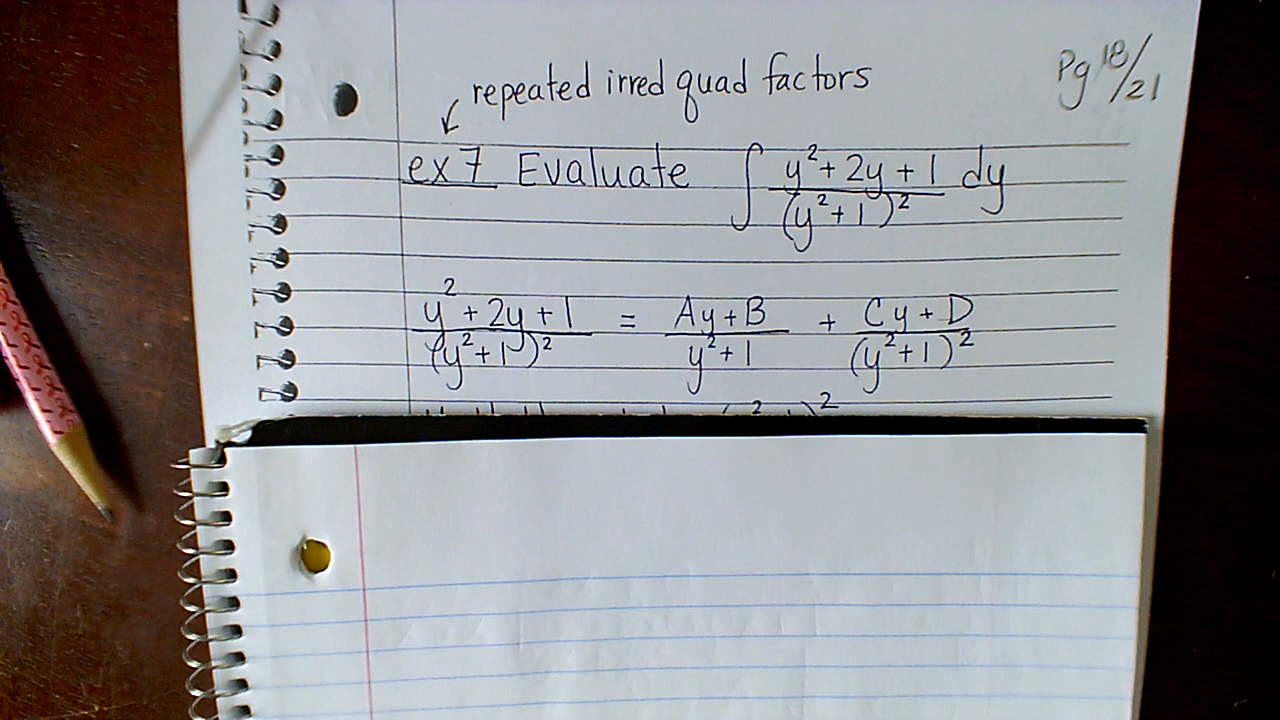 repeated irred quad factors
Pg 18/21
ex 7 Evaluate ∫ (y² + 2y + 1)/(y² + 1)² dy
(y² + 2y + 1)/(y² + 1)² = (Ay + B)/(y² + 1) + (Cy + D)/(y² + 1)²